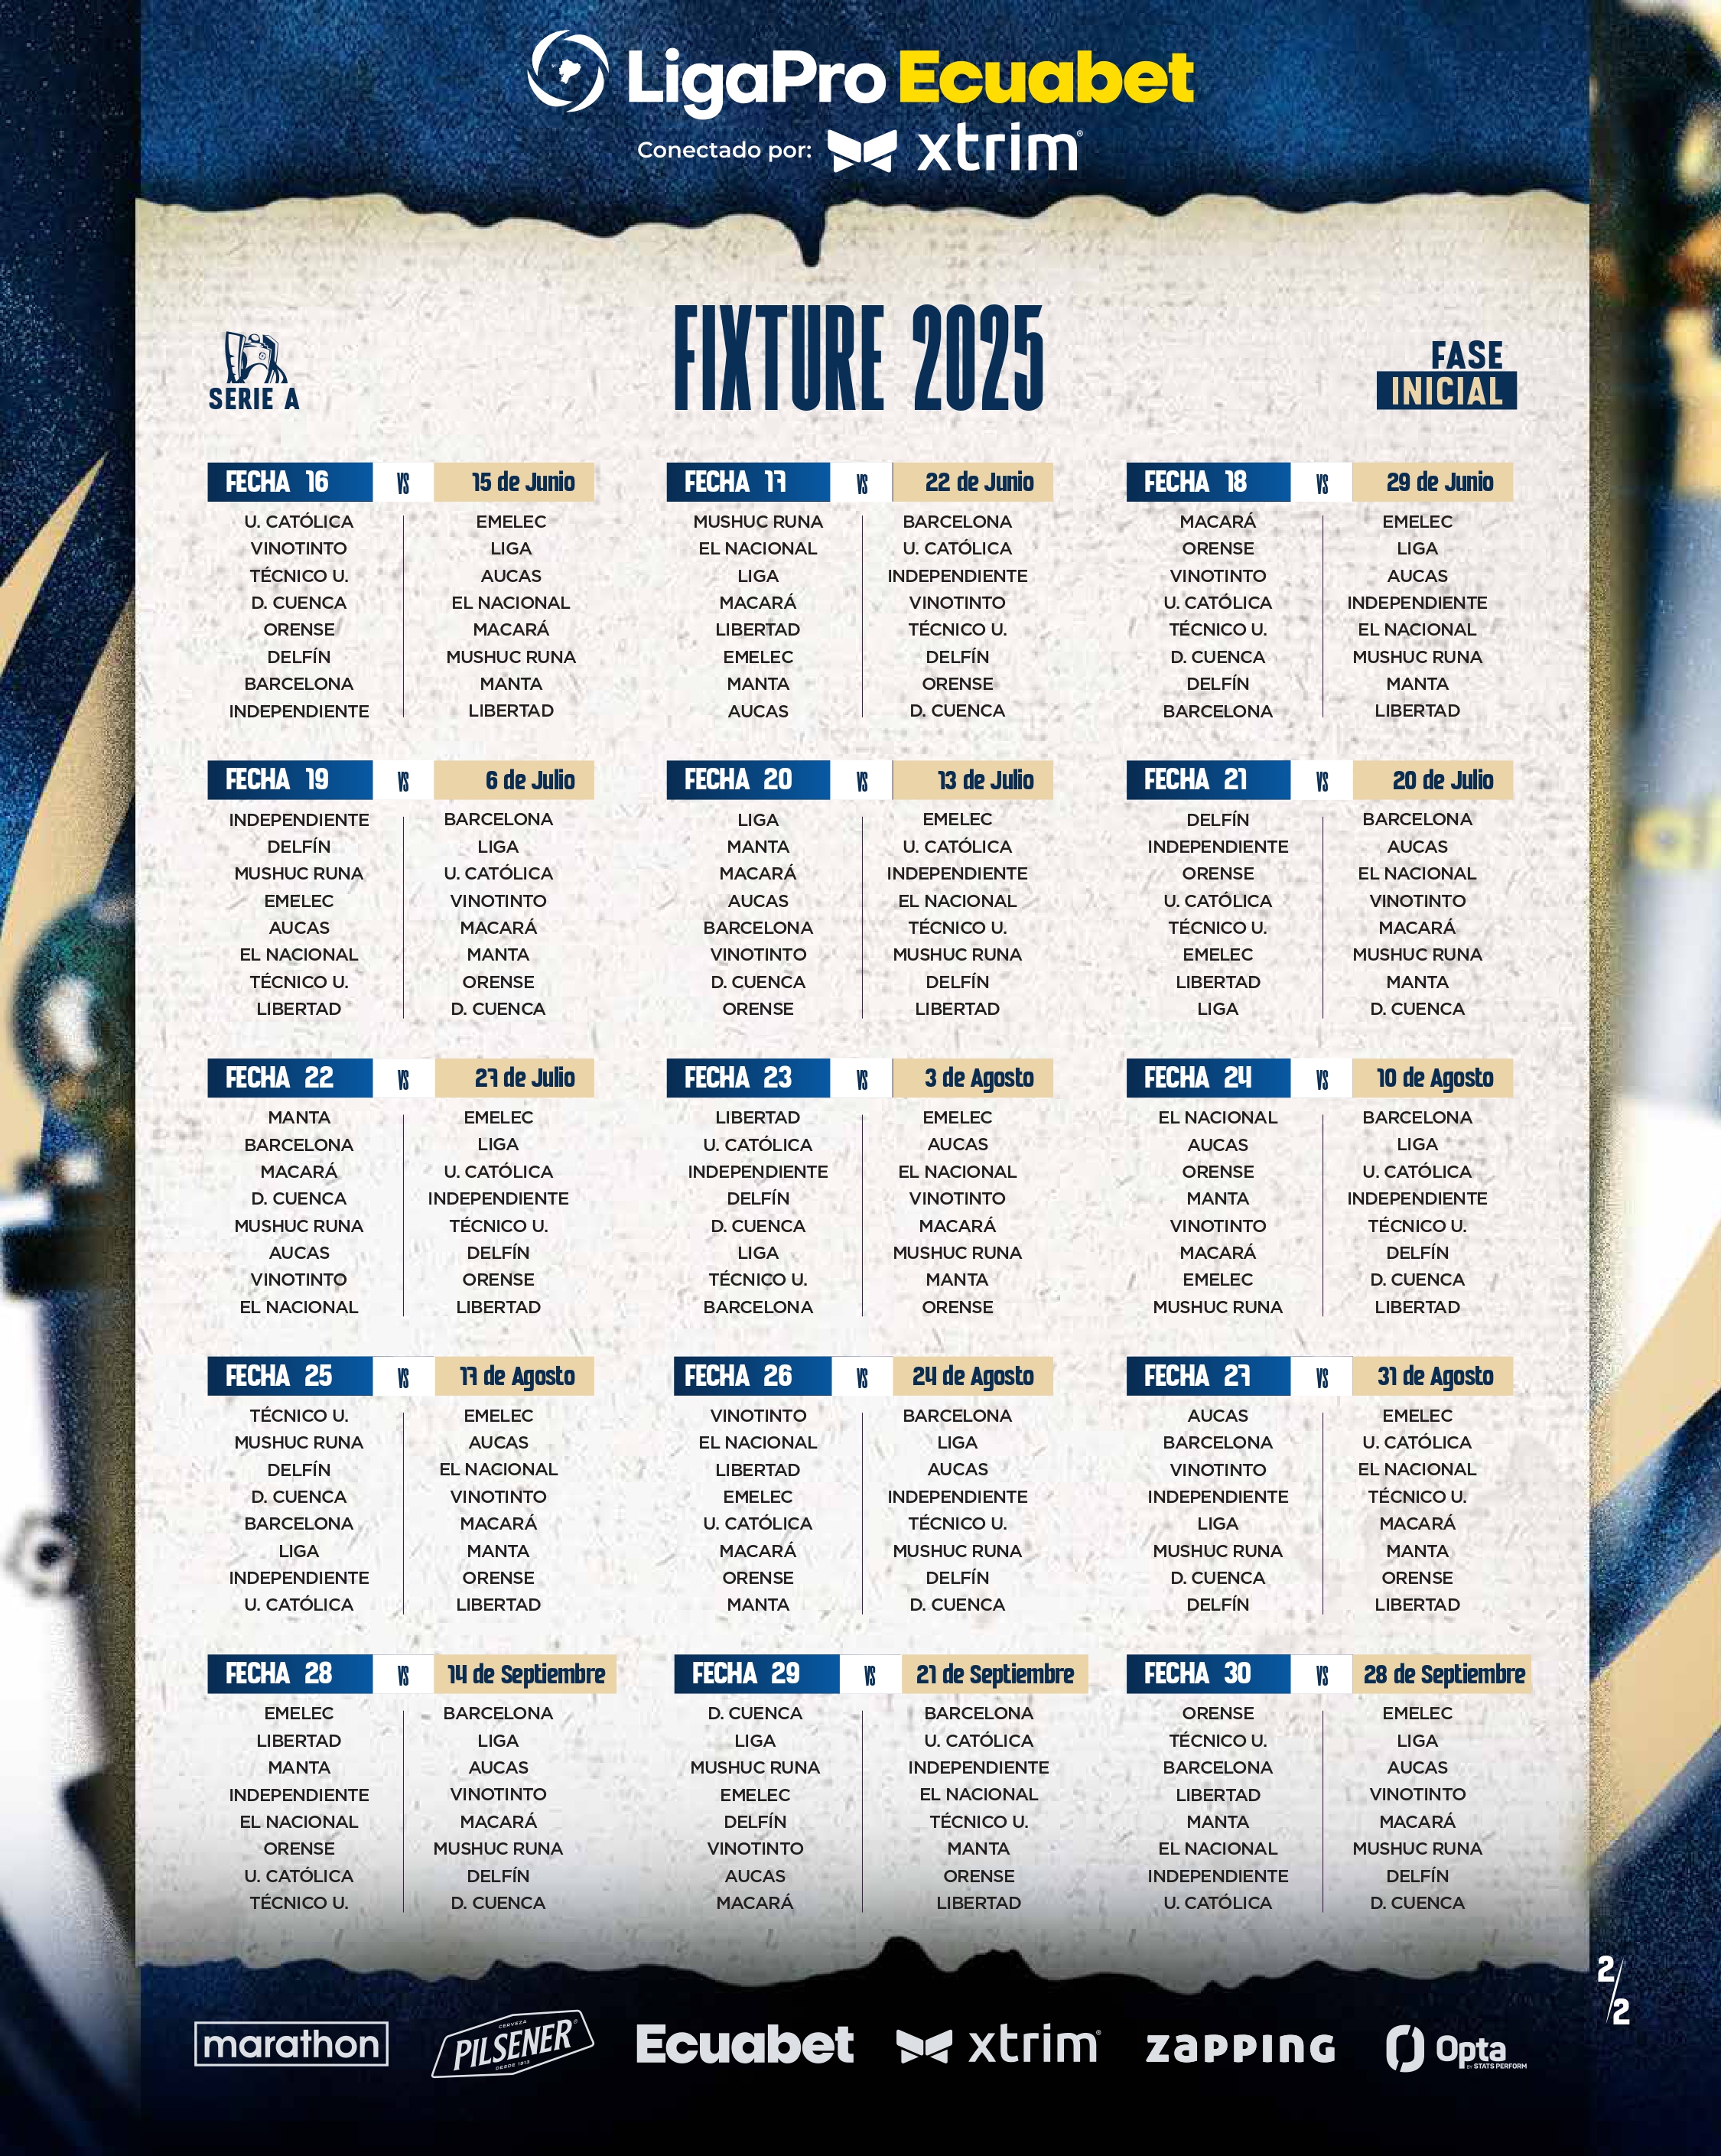 LigaPro Ecuabet
Conectado por: xtrim
SERIE A
FIXTURE 2025
FASE
INICIAL
FECHA 16 VS 15 de Junio
U. CATÓLICA EMELEC
VINOTINTO LIGA
TÉCNICO U. AUCAS
D. CUENCA EL NACIONAL
ORENSE MACARÁ
DELFÍN MUSHUC RUNA
BARCELONA MANTA
INDEPENDIENTE LIBERTAD
FECHA 17 VS 22 de Junio
MUSHUC RUNA BARCELONA
EL NACIONAL U. CATÓLICA
LIGA INDEPENDIENTE
MACARÁ VINOTINTO
LIBERTAD TÉCNICO U.
EMELEC DELFÍN
MANTA ORENSE
AUCAS D. CUENCA
FECHA 18 VS 29 de Junio
MACARÁ EMELEC
ORENSE LIGA
VINOTINTO AUCAS
U. CATÓLICA INDEPENDIENTE
TÉCNICO U. EL NACIONAL
D. CUENCA MUSHUC RUNA
DELFÍN MANTA
BARCELONA LIBERTAD
FECHA 19 VS 6 de Julio
INDEPENDIENTE BARCELONA
DELFÍN LIGA
MUSHUC RUNA U. CATÓLICA
EMELEC VINOTINTO
AUCAS MACARÁ
EL NACIONAL MANTA
TÉCNICO U. ORENSE
LIBERTAD D. CUENCA
FECHA 20 VS 13 de Julio
LIGA EMELEC
MANTA U. CATÓLICA
MACARÁ INDEPENDIENTE
AUCAS EL NACIONAL
BARCELONA TÉCNICO U.
VINOTINTO MUSHUC RUNA
D. CUENCA DELFÍN
ORENSE LIBERTAD
FECHA 21 VS 20 de Julio
DELFÍN BARCELONA
INDEPENDIENTE AUCAS
ORENSE EL NACIONAL
U. CATÓLICA VINOTINTO
TÉCNICO U. MACARÁ
EMELEC MUSHUC RUNA
LIBERTAD MANTA
LIGA D. CUENCA
FECHA 22 VS 27 de Julio
MANTA EMELEC
BARCELONA LIGA
MACARÁ U. CATÓLICA
D. CUENCA INDEPENDIENTE
MUSHUC RUNA TÉCNICO U.
AUCAS DELFÍN
VINOTINTO ORENSE
EL NACIONAL LIBERTAD
FECHA 23 VS 3 de Agosto
LIBERTAD EMELEC
U. CATÓLICA AUCAS
INDEPENDIENTE EL NACIONAL
DELFÍN VINOTINTO
D. CUENCA MACARÁ
LIGA MUSHUC RUNA
TÉCNICO U. MANTA
BARCELONA ORENSE
FECHA 24 VS 10 de Agosto
EL NACIONAL BARCELONA
AUCAS LIGA
ORENSE U. CATÓLICA
MANTA INDEPENDIENTE
VINOTINTO TÉCNICO U.
MACARÁ DELFÍN
EMELEC D. CUENCA
MUSHUC RUNA LIBERTAD
FECHA 25 VS 17 de Agosto
TÉCNICO U. EMELEC
MUSHUC RUNA AUCAS
DELFÍN EL NACIONAL
D. CUENCA VINOTINTO
BARCELONA MACARÁ
LIGA MANTA
INDEPENDIENTE ORENSE
U. CATÓLICA LIBERTAD
FECHA 26 VS 24 de Agosto
VINOTINTO BARCELONA
EL NACIONAL LIGA
LIBERTAD AUCAS
EMELEC INDEPENDIENTE
U. CATÓLICA TÉCNICO U.
MACARÁ MUSHUC RUNA
ORENSE DELFÍN
MANTA D. CUENCA
FECHA 27 VS 31 de Agosto
AUCAS EMELEC
BARCELONA U. CATÓLICA
VINOTINTO EL NACIONAL
INDEPENDIENTE TÉCNICO U.
LIGA MACARÁ
MUSHUC RUNA MANTA
D. CUENCA ORENSE
DELFÍN LIBERTAD
FECHA 28 VS 14 de Septiembre
EMELEC BARCELONA
LIBERTAD LIGA
MANTA AUCAS
INDEPENDIENTE VINOTINTO
EL NACIONAL MACARÁ
ORENSE MUSHUC RUNA
U. CATÓLICA DELFÍN
TÉCNICO U. D. CUENCA
FECHA 29 VS 21 de Septiembre
D. CUENCA BARCELONA
LIGA U. CATÓLICA
MUSHUC RUNA INDEPENDIENTE
EMELEC EL NACIONAL
DELFÍN TÉCNICO U.
VINOTINTO MANTA
AUCAS ORENSE
MACARÁ LIBERTAD
FECHA 30 VS 28 de Septiembre
ORENSE EMELEC
TÉCNICO U. LIGA
BARCELONA AUCAS
LIBERTAD VINOTINTO
MANTA MACARÁ
EL NACIONAL MUSHUC RUNA
INDEPENDIENTE DELFÍN
U. CATÓLICA D. CUENCA
2/2
marathon
CERVEZA
PILSENER
DESDE 1913
Ecuabet
xtrim
ZAPPING
Opta
BY STATS PERFORM